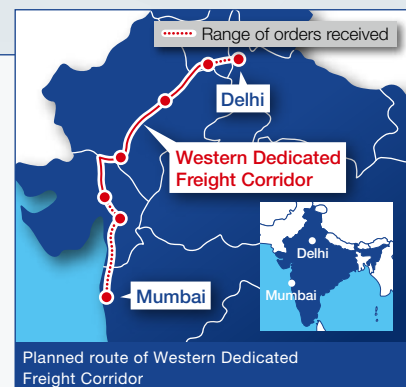 Range of orders received
Delhi
Western Dedicated
Freight Corridor
Delhi
Mumbai
Mumbai
Planned route of Western Dedicated
Freight Corridor